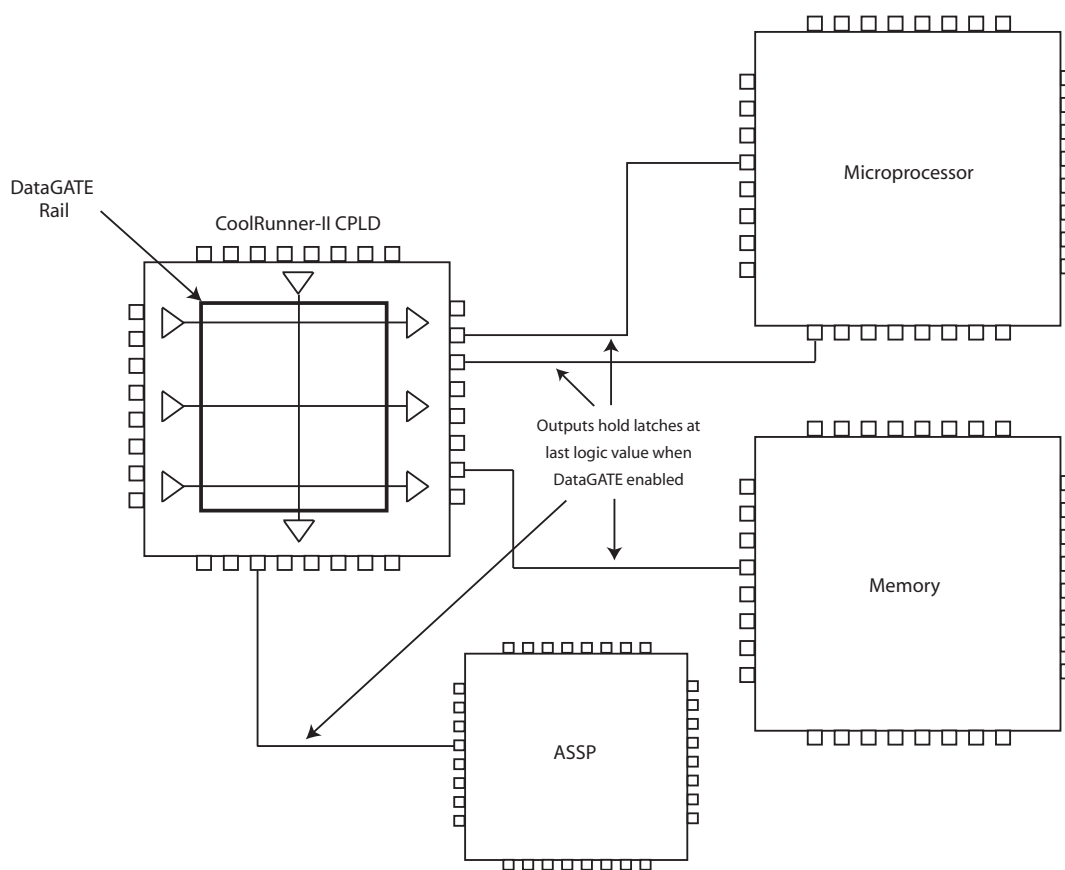 Microprocessor
DataGATE
Rail
CoolRunner-II CPLD
Outputs hold latches at
last logic value when
DataGATE enabled
Memory
ASSP